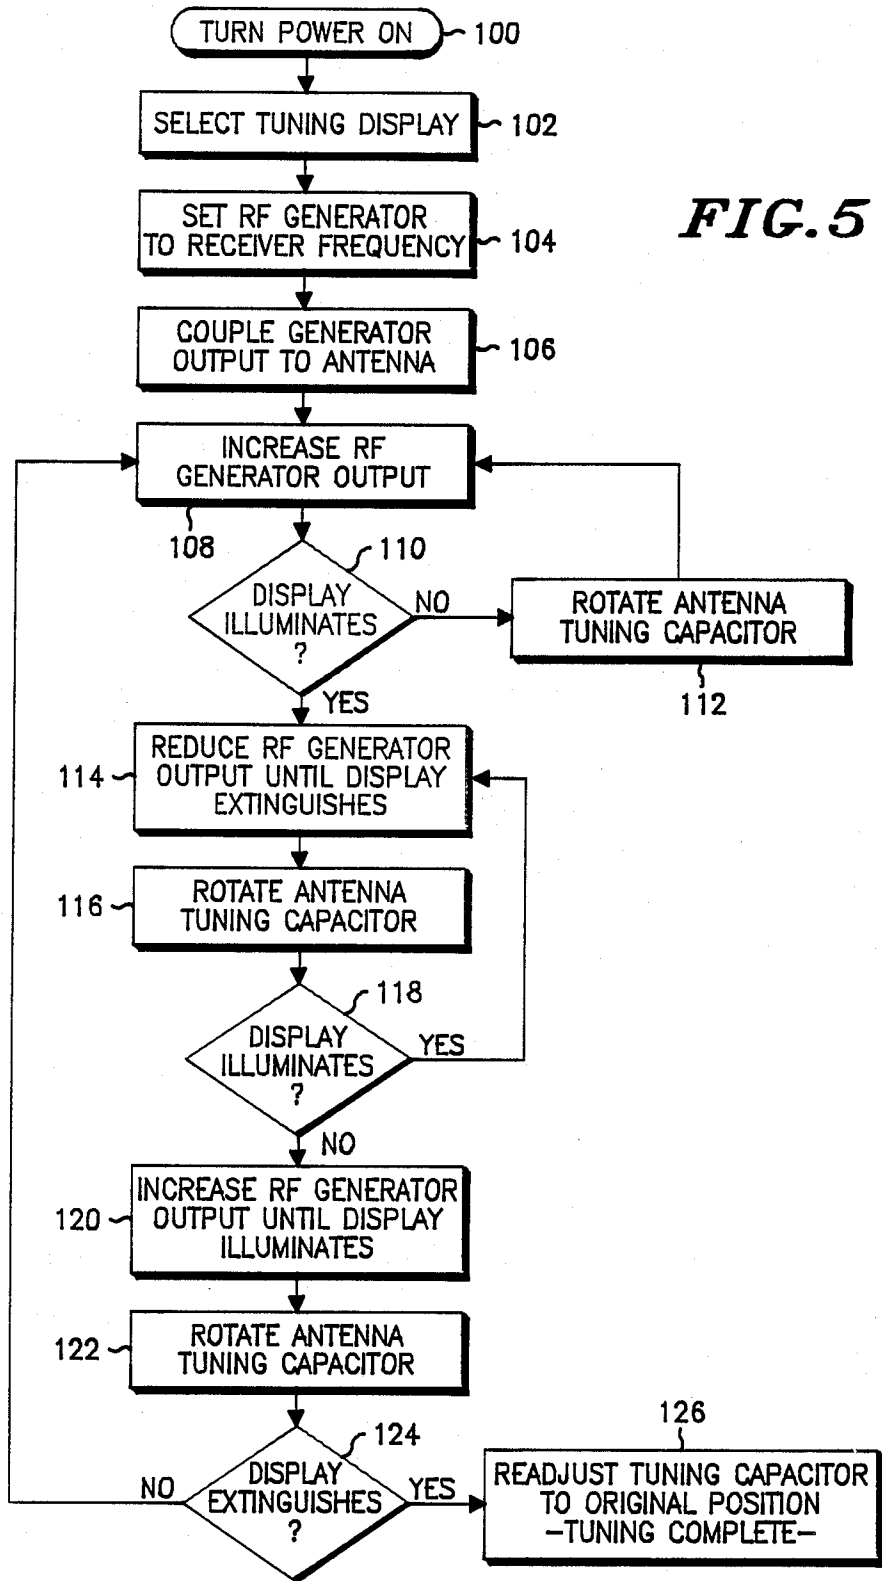 TURN POWER ON
100
SELECT TUNING DISPLAY
102
FIG.5
SET RF GENERATOR
TO RECEIVER FREQUENCY
104
COUPLE GENERATOR
OUTPUT TO ANTENNA
106
INCREASE RF
GENERATOR OUTPUT
108
110
DISPLAY
ILLUMINATES
?
NO
ROTATE ANTENNA
TUNING CAPACITOR
112
YES
REDUCE RF GENERATOR
OUTPUT UNTIL DISPLAY
EXTINGUISHES
114
ROTATE ANTENNA
TUNING CAPACITOR
116
118
DISPLAY
ILLUMINATES
?
YES
NO
INCREASE RF GENERATOR
OUTPUT UNTIL DISPLAY
ILLUMINATES
120
ROTATE ANTENNA
TUNING CAPACITOR
122
124
DISPLAY
EXTINGUISHES
?
NO
YES
126
READJUST TUNING CAPACITOR
TO ORIGINAL POSITION
-TUNING COMPLETE-